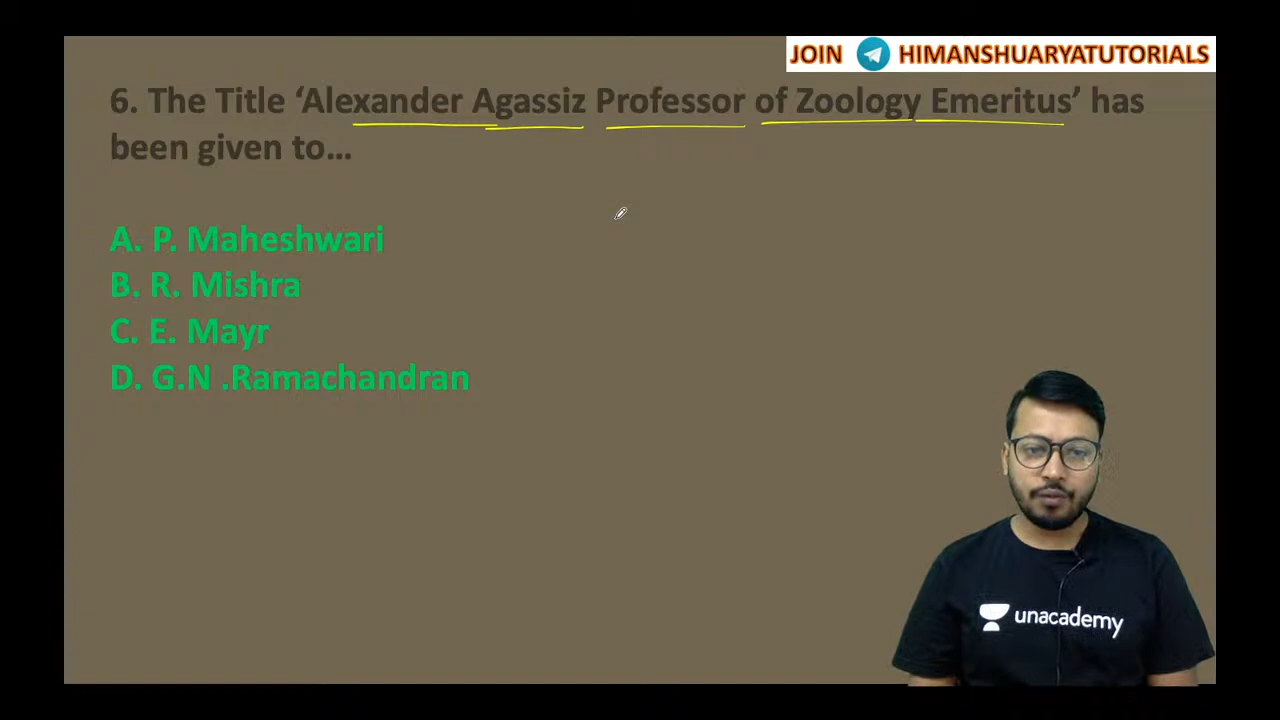 JOIN HIMANSHUARYATUTORIALS
6. The Title ‘Alexander Agassiz Professor of Zoology Emeritus’ has
been given to...
A. P. Maheshwari
B. R. Mishra
C. E. Mayr
D. G.N .Ramachandran
unacademy